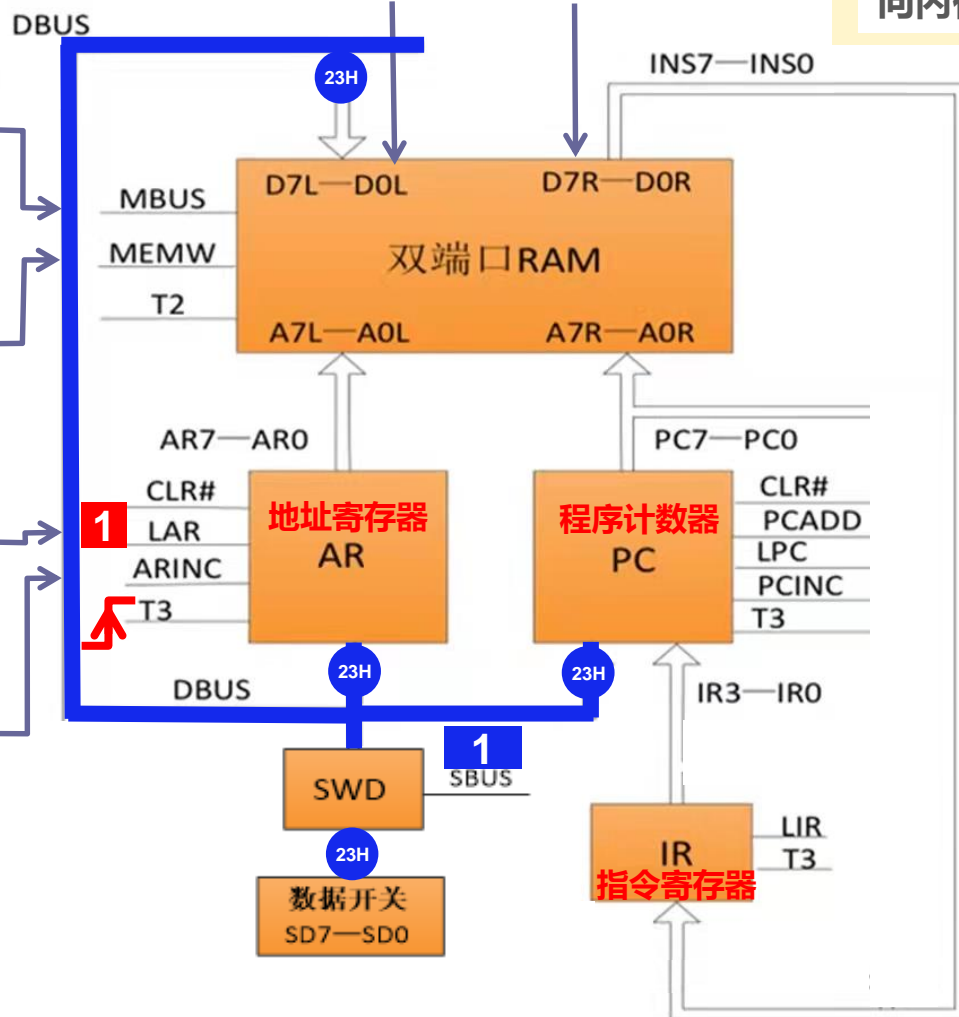 DBUS
向内存
23H
INS7—INS0
D7L—D0L
D7R—D0R
MBUS
MEMW
双端口RAM
T2
A7L—A0L
A7R—A0R
AR7—AR0
PC7—PC0
CLR#
1
LAR
ARINC
T3
地址寄存器
AR
程序计数器
PC
CLR#
PCADD
LPC
PCINC
T3
23H
23H
DBUS
IR3—IR0
1
SBUS
SWD
23H
LIR
T3
IR
指令寄存器
数据开关
SD7—SD0